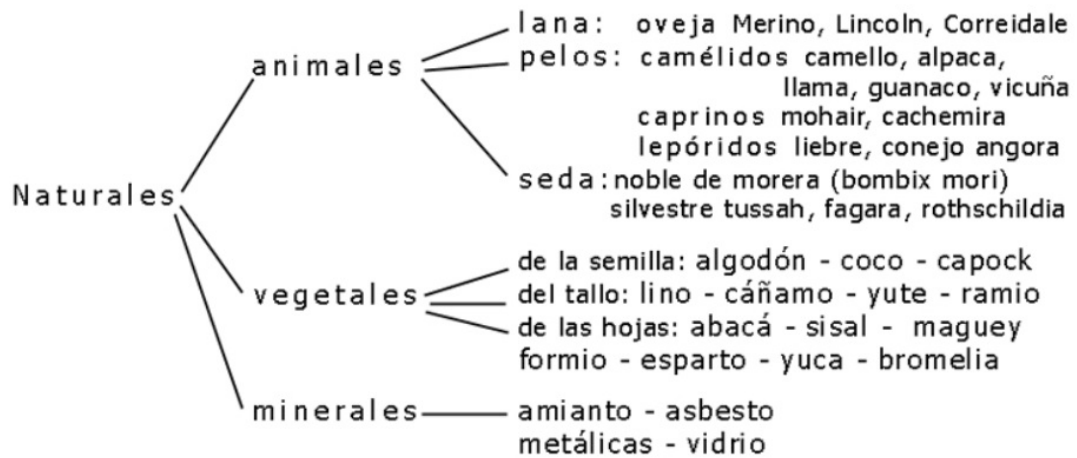 lana: oveja Merino, Lincoln, Correidale
animales
pelos: camélidos camello, alpaca,
llama, guanaco, vicuña
caprinos mohair, cachemira
lepóridos liebre, conejo angora
Naturales
seda: noble de morera (bombix mori)
silvestre tussah, fagara, rothschildia
de la semilla: algodón - coco - capock
vegetales
del tallo: lino - cáñamo - yute - ramio
de las hojas: abacá - sisal - maguey
formio - esparto - yuca - bromelia
minerales
amianto - asbesto
metálicas - vidrio